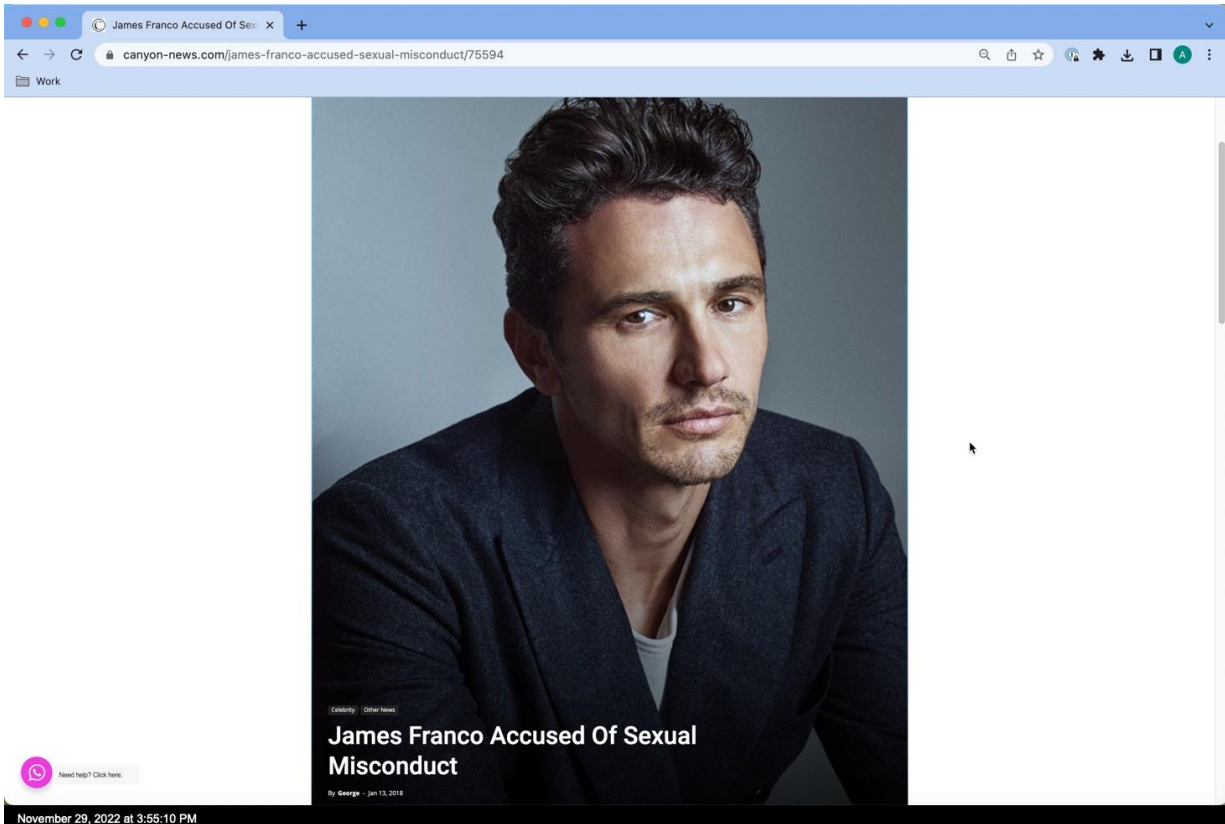 James Franco Accused Of Sex
canyon-news.com/james-franco-accused-sexual-misconduct/75594
A
Work
Celebrity Other News
James Franco Accused Of Sexual
Misconduct
By George - Jan 13, 2018
Need help? Click here.
November 29, 2022 at 3:55:10 PM